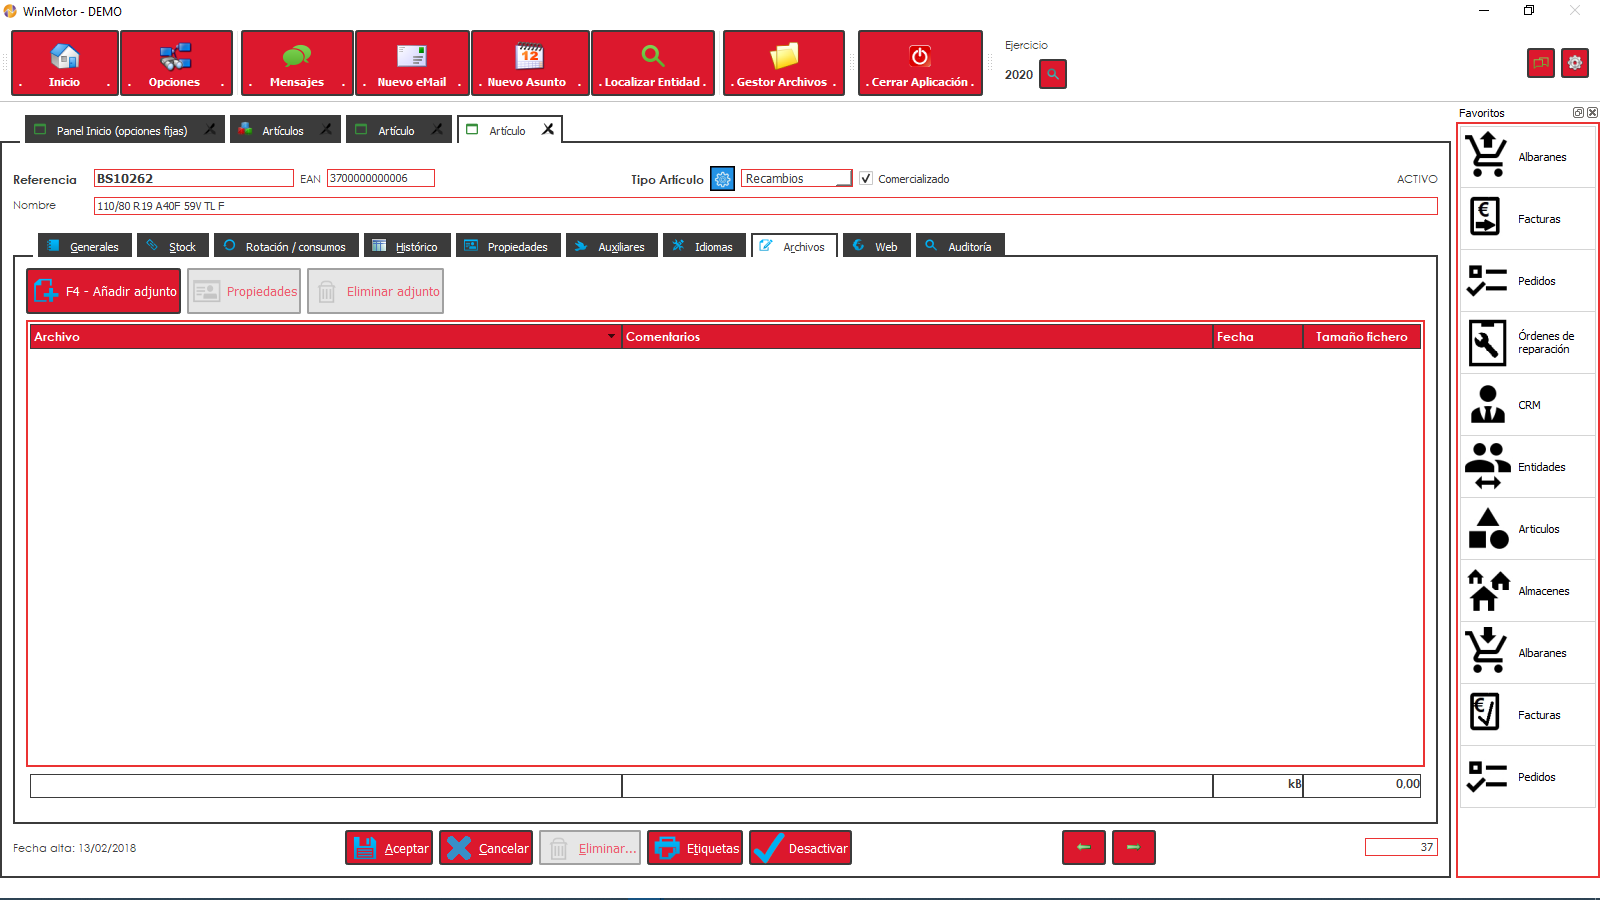 WinMotor - DEMO
. Inicio .
. Opciones .
. Mensajes .
. Nuevo eMail .
12
. Nuevo Asunto .
. Localizar Entidad .
. Gestor Archivos .
. Cerrar Aplicación .
Ejercicio
2020
Panel Inicio (opciones fijas)
Artículos
Artículo
Artículo
Referencia
BS10262
EAN
3700000000006
Tipo Artículo
Recambios
Comercializado
ACTIVO
Nombre
110/80 R19 A40F 59V TL F
Generales
Stock
Rotación / consumos
Histórico
Propiedades
Auxiliares
Idiomas
Archivos
Web
Auditoría
F4 - Añadir adjunto
Propiedades
Eliminar adjunto
Archivo
Comentarios
Fecha
Tamaño fichero
kB
0,00
Fecha alta: 13/02/2018
Aceptar
Cancelar
Eliminar...
Etiquetas
Desactivar
37
Favoritos
Albaranes
€
Facturas
Pedidos
Órdenes de
reparación
CRM
Entidades
Articulos
Almacenes
Albaranes
€
Facturas
Pedidos